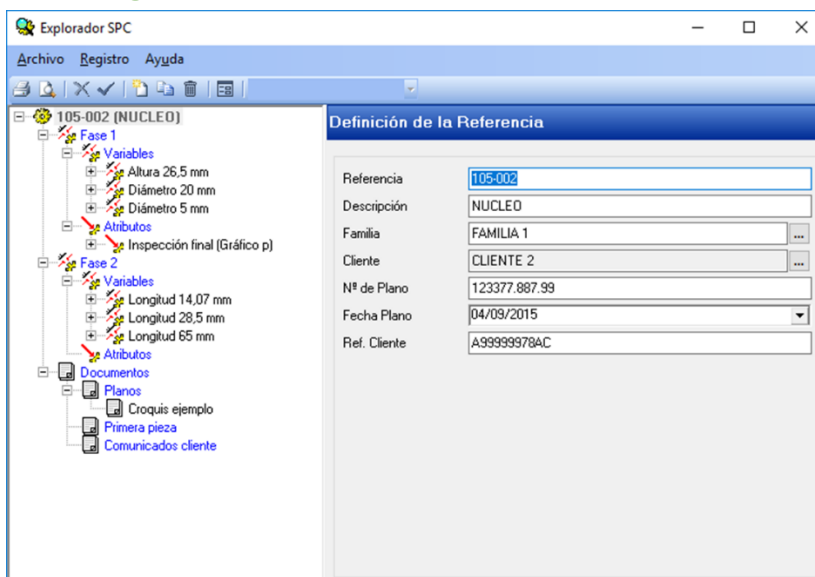 Explorador SPC
Archivo Registro Ayuda
105-002 (NUCLEO)
Fase 1
Variables
Altura 26,5 mm
Diámetro 20 mm
Diámetro 5 mm
Atributos
Inspección final (Gráfico p)
Fase 2
Variables
Longitud 14,07 mm
Longitud 28,5 mm
Longitud 65 mm
Atributos
Documentos
Planos
Croquis ejemplo
Primera pieza
Comunicados cliente
Definición de la Referencia
Referencia 105-002
Descripción NUCLEO
Familia FAMILIA 1 ...
Cliente CLIENTE 2 ...
Nº de Plano 123377.887.99
Fecha Plano 04/09/2015
Ref. Cliente A99999978AC